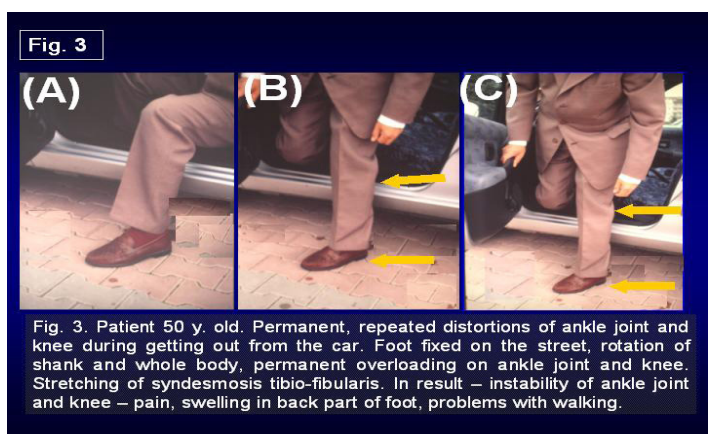 Fig. 3
(A) (B) (C)
Fig. 3. Patient 50 y. old. Permanent, repeated distortions of ankle joint and
knee during getting out from the car. Foot fixed on the street, rotation of
shank and whole body, permanent overloading on ankle joint and knee.
Stretching of syndesmosis tibio-fibularis. In result – instability of ankle joint
and knee – pain, swelling in back part of foot, problems with walking.